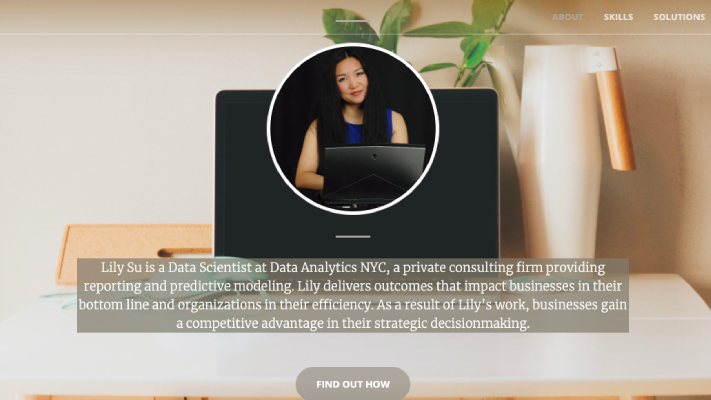 ABOUT SKILLS SOLUTIONS
Lily Su is a Data Scientist at Data Analytics NYC, a private consulting firm providing
reporting and predictive modeling. Lily delivers outcomes that impact businesses in their
bottom line and organizations in their efficiency. As a result of Lily's work, businesses gain
a competitive advantage in their strategic decisionmaking.
FIND OUT HOW